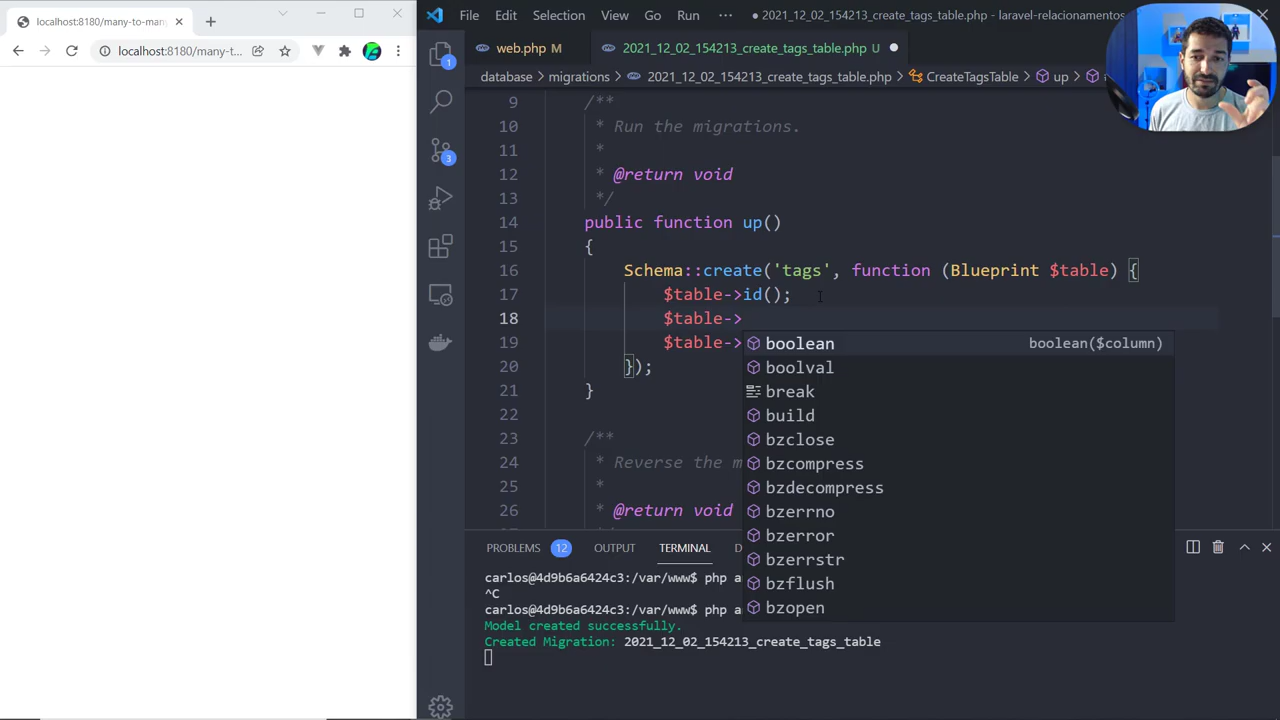 localhost:8180/many-to-man
localhost:8180/many-t...
File Edit Selection View Go Run ···
● 2021_12_02_154213_create_tags_table.php - laravel-relacionamentos
web.php M
2021_12_02_154213_create_tags_table.php U
database > migrations > 2021_12_02_154213_create_tags_table.php > CreateTagsTable > up >
1
3
9 /**
10 * Run the migrations.
11 *
12 * @return void
13 */
14 public function up()
15 {
16 Schema::create('tags', function (Blueprint $table) {
17 $table->id();
18 $table->
19 $table->
20 });
21 }
22
23 /**
24 * Reverse the m
25 *
26 * @return void
boolean boolean($column)
boolval
break
build
bzclose
bzcompress
bzdecompress
bzerrno
bzerror
bzerrstr
bzflush
bzopen
PROBLEMS 12 OUTPUT TERMINAL D
carlos@4d9b6a6424c3:/var/www$ php a
^C
carlos@4d9b6a6424c3:/var/www$ php a
Model created successfully.
Created Migration: 2021_12_02_154213_create_tags_table